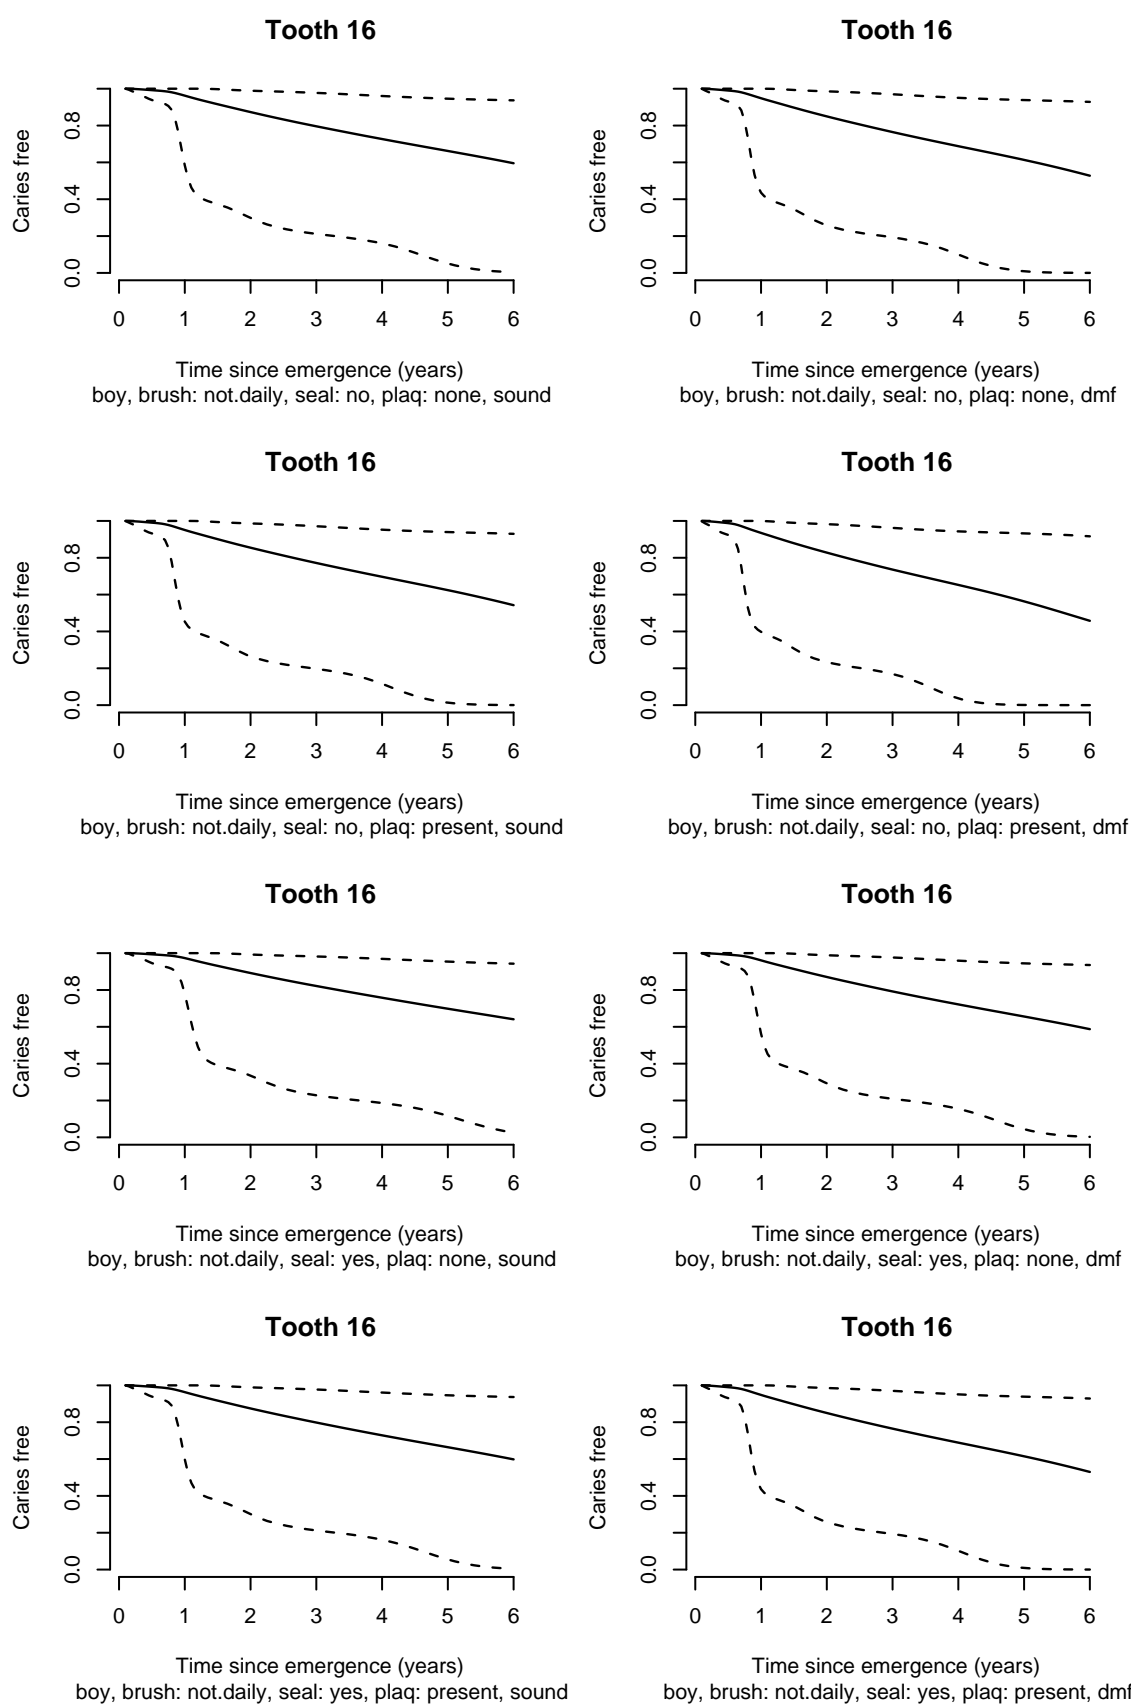 Tooth 16
Caries free
0.0 0.4 0.8
0 1 2 3 4 5 6
Time since emergence (years)
boy, brush: not.daily, seal: no, plaq: none, sound
Tooth 16
Caries free
0.0 0.4 0.8
0 1 2 3 4 5 6
Time since emergence (years)
boy, brush: not.daily, seal: no, plaq: none, dmf
Tooth 16
Caries free
0.0 0.4 0.8
0 1 2 3 4 5 6
Time since emergence (years)
boy, brush: not.daily, seal: no, plaq: present, sound
Tooth 16
Caries free
0.0 0.4 0.8
0 1 2 3 4 5 6
Time since emergence (years)
boy, brush: not.daily, seal: no, plaq: present, dmf
Tooth 16
Caries free
0.0 0.4 0.8
0 1 2 3 4 5 6
Time since emergence (years)
boy, brush: not.daily, seal: yes, plaq: none, sound
Tooth 16
Caries free
0.0 0.4 0.8
0 1 2 3 4 5 6
Time since emergence (years)
boy, brush: not.daily, seal: yes, plaq: none, dmf
Tooth 16
Caries free
0.0 0.4 0.8
0 1 2 3 4 5 6
Time since emergence (years)
boy, brush: not.daily, seal: yes, plaq: present, sound
Tooth 16
Caries free
0.0 0.4 0.8
0 1 2 3 4 5 6
Time since emergence (years)
boy, brush: not.daily, seal: yes, plaq: present, dmf